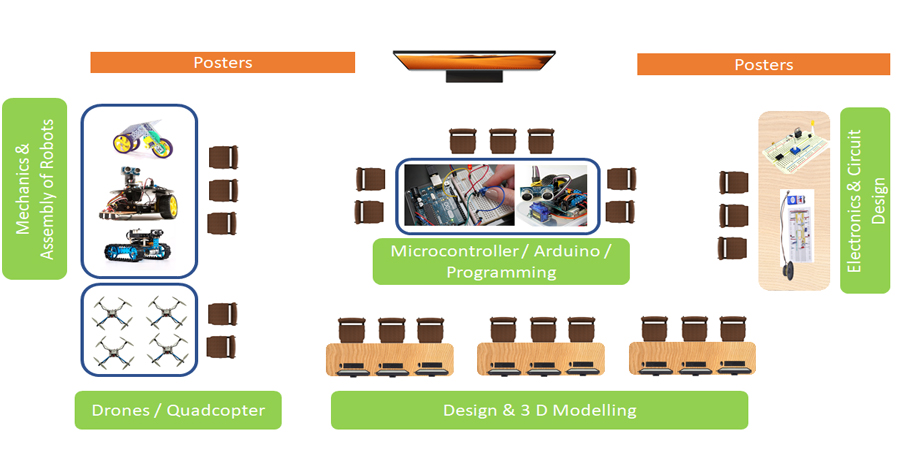 Posters
Posters
Mechanics &
Assembly of Robots
Electronics & Circuit
Design
Microcontroller / Arduino /
Programming
Drones / Quadcopter
Design & 3 D Modelling